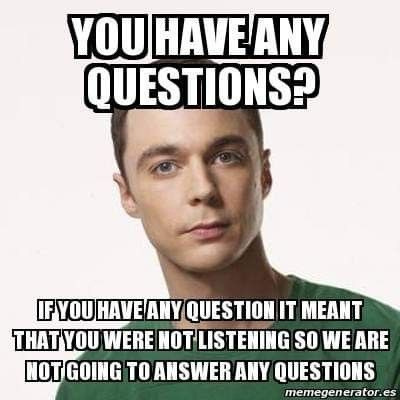 YOU HAVE ANY
QUESTIONS?
IF YOU HAVE ANY QUESTION IT MEANT
THAT YOU WERE NOT LISTENING SO WE ARE
NOT GOING TO ANSWER ANY QUESTIONS
memegenerator.es